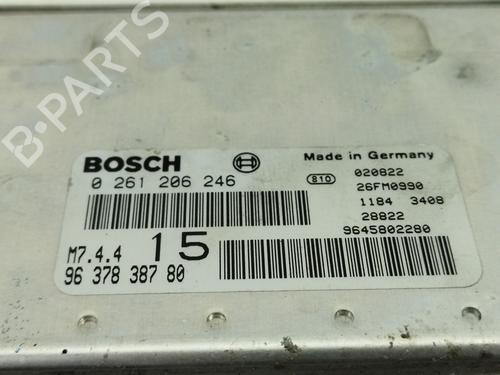 B-PARTS
BOSCH
Made in Germany
0 261 206 246
810
020822
26FM0990
1184 3408
28822
9645802280
M7.4.4 15
96 378 387 80